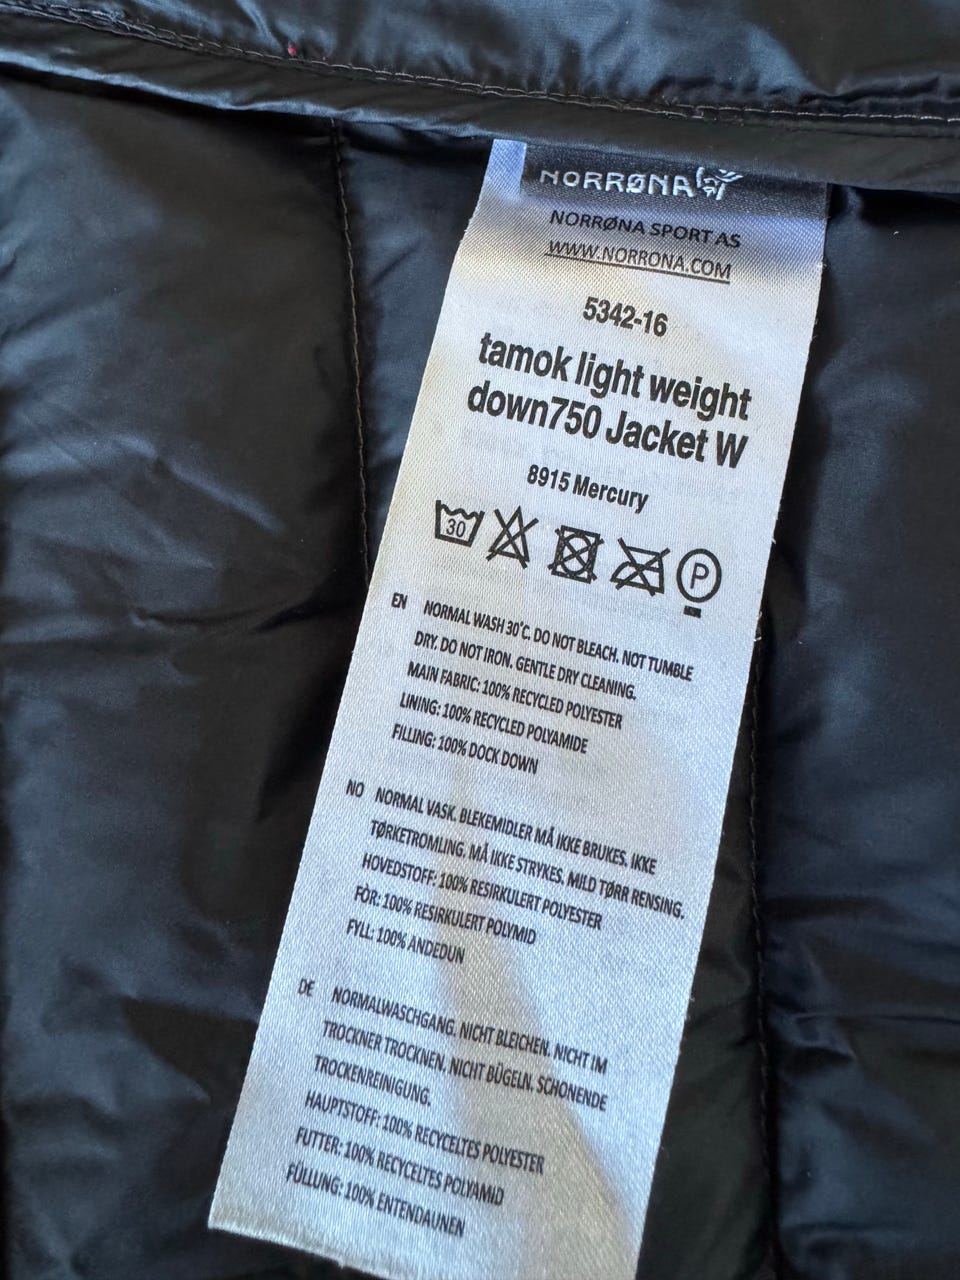 NORRØNA
NORRØNA SPORT AS
WWW.NORRONA.COM
5342-16
tamok light weight
down750 Jacket W
8915 Mercury
30
P
EN NORMAL WASH 30°C. DO NOT BLEACH. NOT TUMBLE
DRY. DO NOT IRON. GENTLE DRY CLEANING.
MAIN FABRIC: 100% RECYCLED POLYESTER
LINING: 100% RECYCLED POLYAMIDE
FILLING: 100% DOCK DOWN
NO NORMAL VASK. BLEKEMIDLER MÅ IKKE BRUKES. IKKE
TØRKETROMLING. MÅ IKKE STRYKES. MILD TØRR RENSING.
HOVEDSTOFF: 100% RESIRKULERT POLYESTER
FÔR: 100% RESIRKULERT POLYMID
FYLL: 100% ANDEDUN
DE NORMALWASCHGANG. NICHT BLEICHEN. NICHT IM
TROCKNER TROCKNEN. NICHT BÜGELN. SCHONENDE
TROCKENREINIGUNG.
HAUPTSTOFF: 100% RECYCELTES POLYESTER
FUTTER: 100% RECYCELTES POLYAMID
FÜLLUNG: 100% ENTENDAUNEN